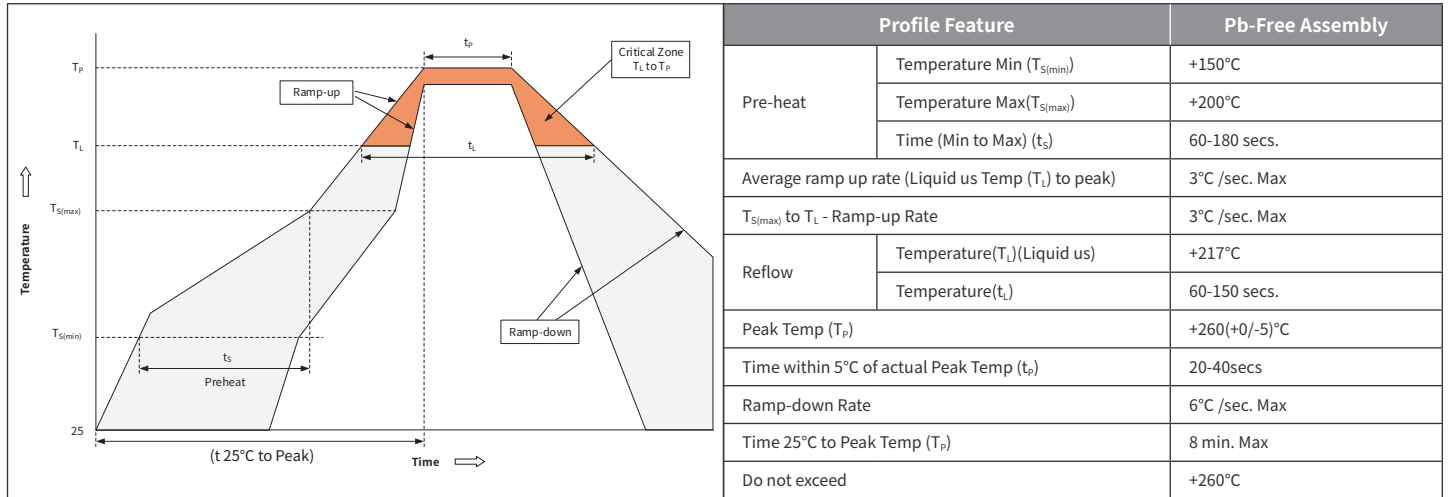 tP
Critical Zone
TL to TP
TP
Ramp-up
TL
tL
TS(max)
Temperature
Ramp-down
TS(min)
tS
Preheat
25
(t 25°C to Peak)
Time
Profile Feature Pb-Free Assembly
Pre-heat
Temperature Min (TS(min)) +150°C
Temperature Max(TS(max)) +200°C
Time (Min to Max) (tS) 60-180 secs.
Average ramp up rate (Liquid us Temp (TL) to peak) 3°C /sec. Max
TS(max) to TL - Ramp-up Rate 3°C /sec. Max
Reflow
Temperature(TL)(Liquid us) +217°C
Temperature(tL) 60-150 secs.
Peak Temp (TP) +260(+0/-5)°C
Time within 5°C of actual Peak Temp (tP) 20-40secs
Ramp-down Rate 6°C /sec. Max
Time 25°C to Peak Temp (TP) 8 min. Max
Do not exceed +260°C